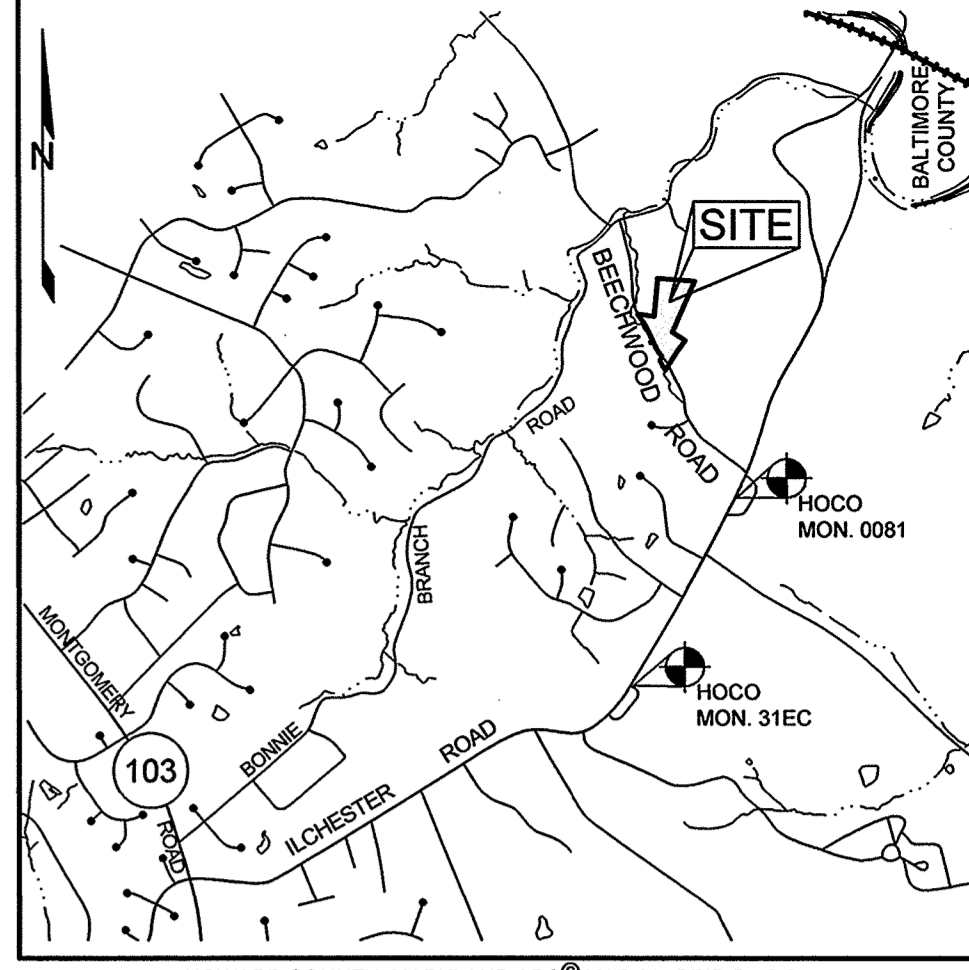 N
BALTIMORE
COUNTY
SITE
BEECHWOOD
ROAD
ROAD
BRANCH
BONNIE
HOCO
MON. 0081
HOCO
MON. 31EC
MONTGOMERY
103
ROAD
ILCHESTER ROAD